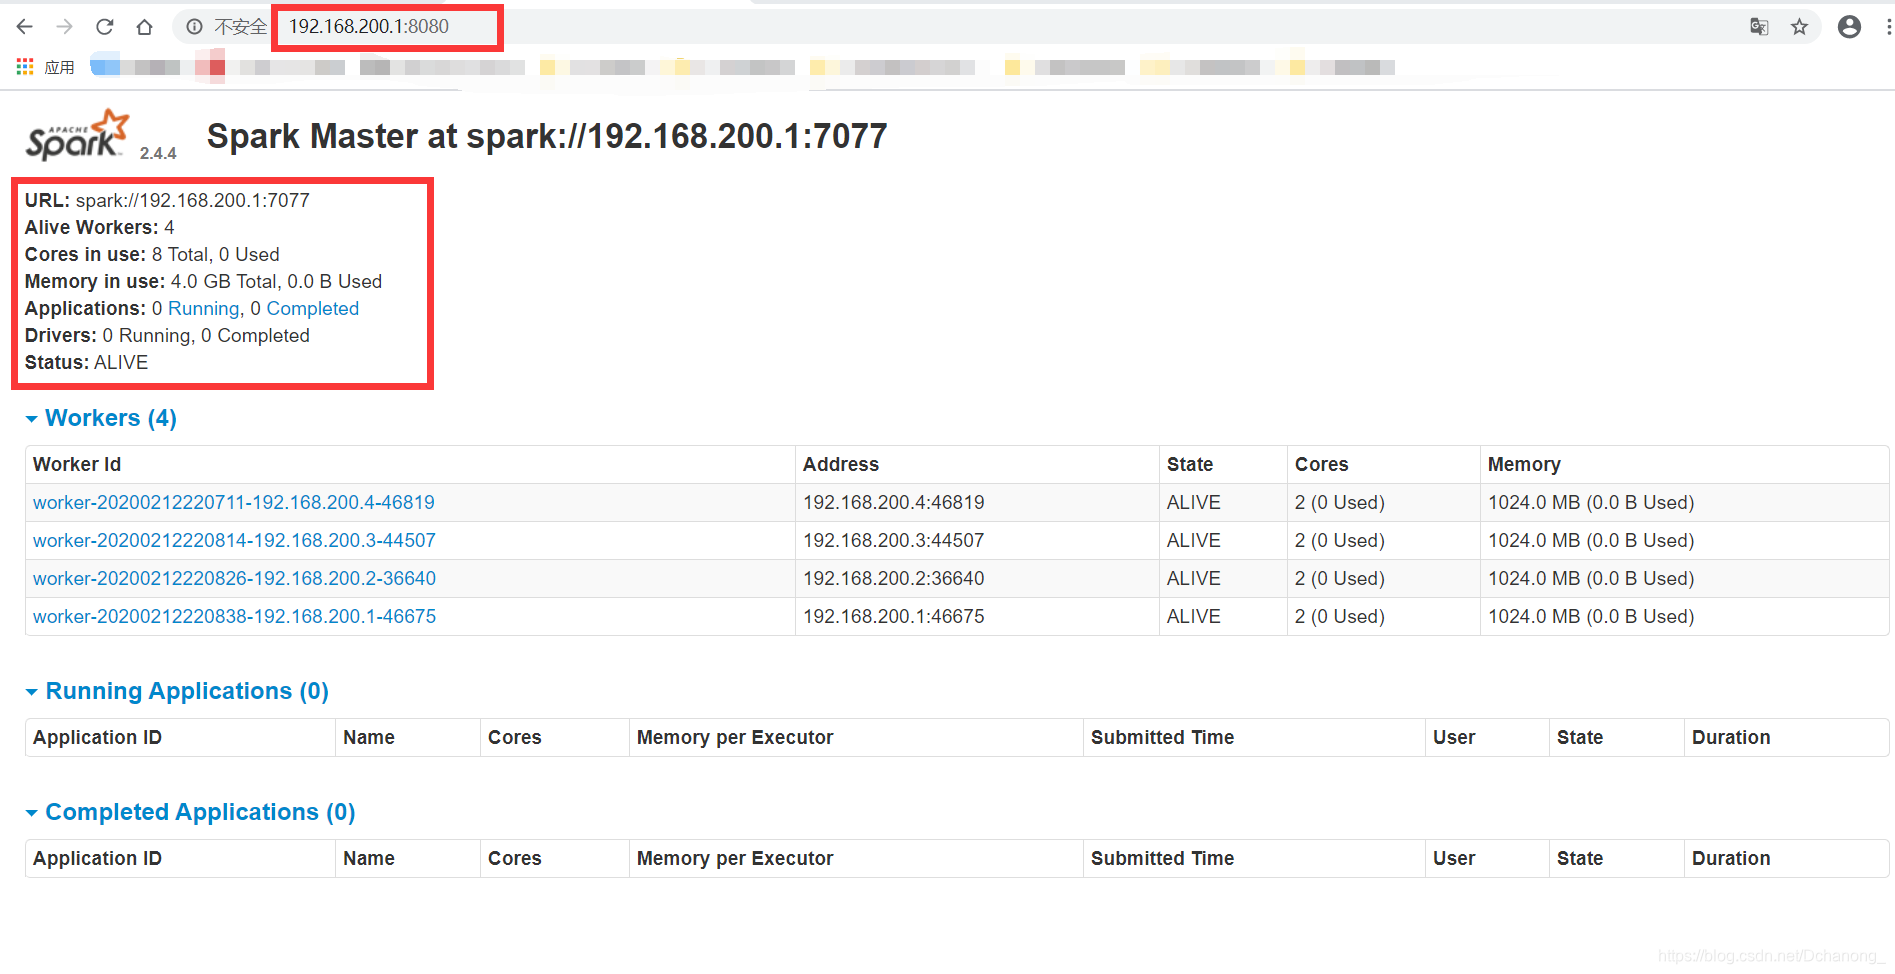 不安全 192.168.200.1:8080
应用
APACHE Spark 2.4.4 Spark Master at spark://192.168.200.1:7077
URL: spark://192.168.200.1:7077
Alive Workers: 4
Cores in use: 8 Total, 0 Used
Memory in use: 4.0 GB Total, 0.0 B Used
Applications: 0 Running, 0 Completed
Drivers: 0 Running, 0 Completed
Status: ALIVE
Workers (4)
Worker Id Address State Cores Memory
worker-20200212220711-192.168.200.4-46819 192.168.200.4:46819 ALIVE 2 (0 Used) 1024.0 MB (0.0 B Used)
worker-20200212220814-192.168.200.3-44507 192.168.200.3:44507 ALIVE 2 (0 Used) 1024.0 MB (0.0 B Used)
worker-20200212220826-192.168.200.2-36640 192.168.200.2:36640 ALIVE 2 (0 Used) 1024.0 MB (0.0 B Used)
worker-20200212220838-192.168.200.1-46675 192.168.200.1:46675 ALIVE 2 (0 Used) 1024.0 MB (0.0 B Used)
Running Applications (0)
Application ID Name Cores Memory per Executor Submitted Time User State Duration
Completed Applications (0)
Application ID Name Cores Memory per Executor Submitted Time User State Duration
https://blog.csdn.net/Dchanong_